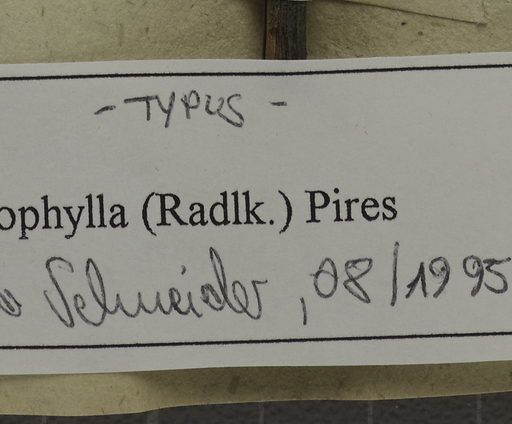 - TYPUS -
ophylla (Radlk.) Pires
o Schneider, 08/1995